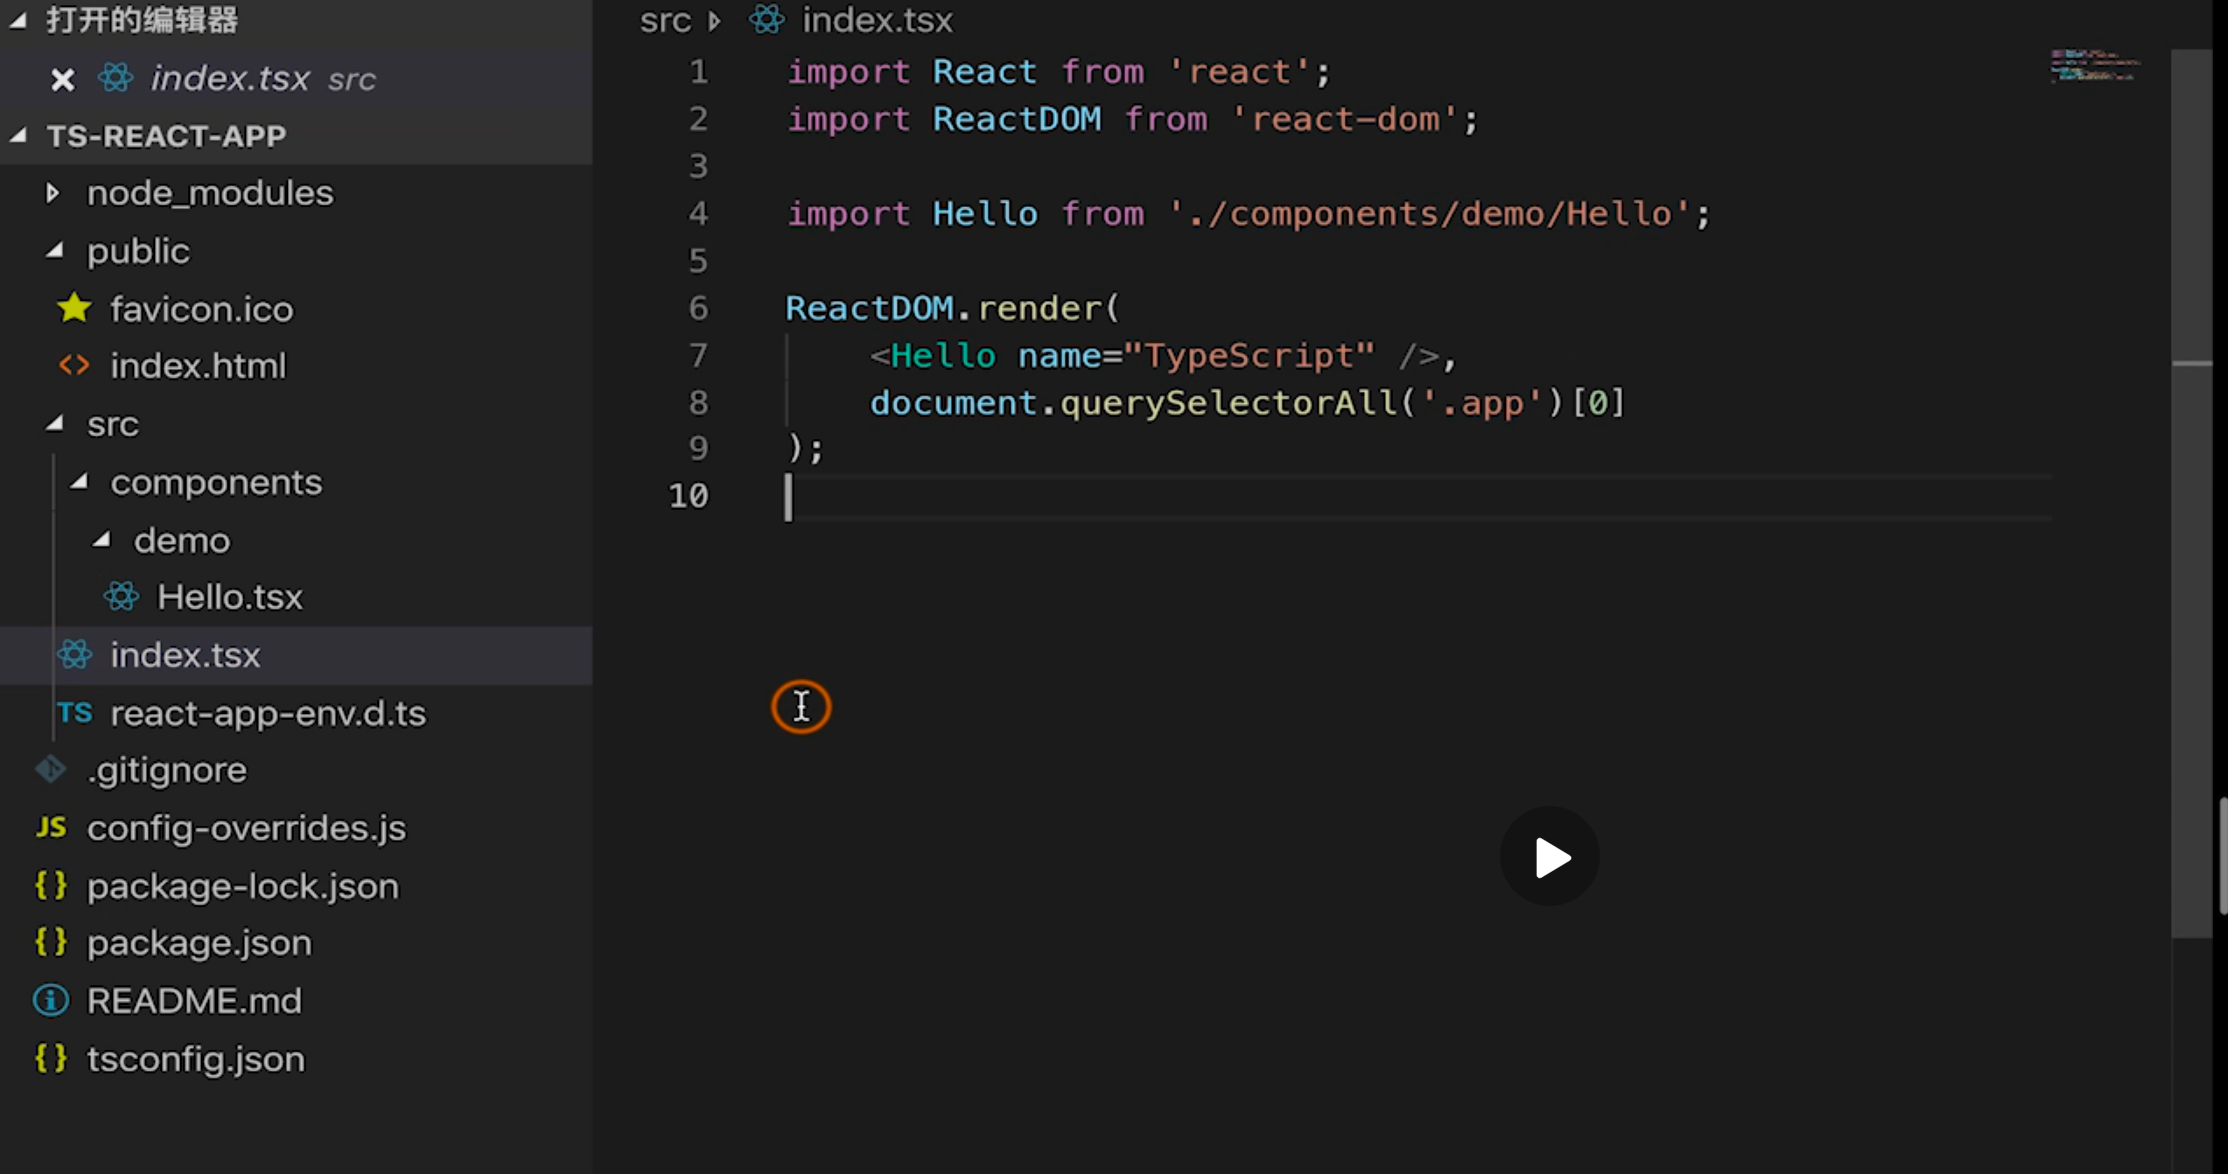 打开的编辑器
index.tsx src
TS-REACT-APP
node_modules
public
favicon.ico
index.html
src
components
demo
Hello.tsx
index.tsx
TS react-app-env.d.ts
.gitignore
JS config-overrides.js
{} package-lock.json
{} package.json
README.md
{} tsconfig.json
src index.tsx
1 import React from 'react';
2 import ReactDOM from 'react-dom';
3
4 import Hello from './components/demo/Hello';
5
6 ReactDOM.render(
7 <Hello name="TypeScript" />,
8 document.querySelectorAll('.app')[0]
9 );
10